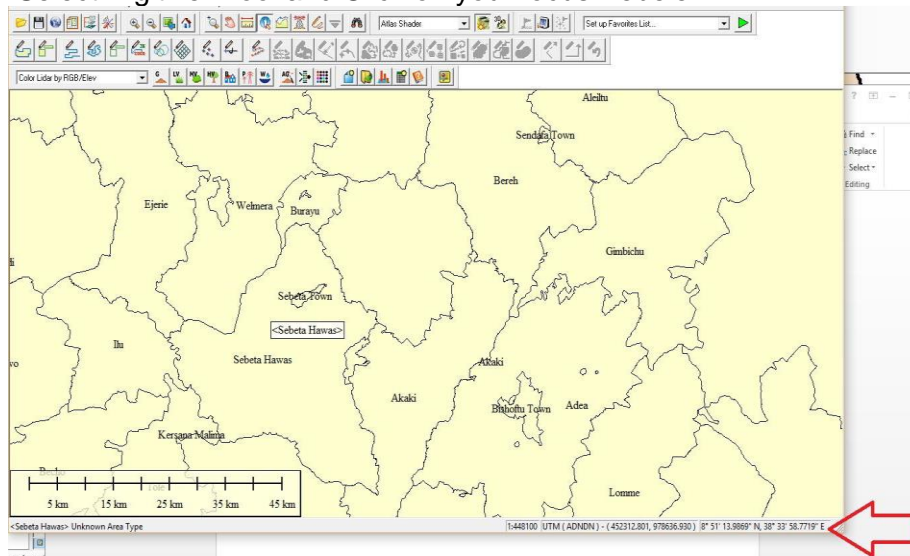 Atlas Shader
Set up Favorites List...
Color Lidar by RGB/Elev
Find
Replace
Select
Editing
Aleiltu
Sendafa Town
Bereh
Ejerie
Welmera
Burayu
Gimbichu
Sebeta Town
<Sebeta Hawas>
Ilu
Sebeta Hawas
Akaki
Akaki
Bishoftu Town
Adea
Kersana Malima
Becho
Tole
Lomme
5 km 15 km 25 km 35 km 45 km
<Sebeta Hawas> Unknown Area Type
1:448100 UTM ( ADNDN ) - ( 452312.801, 978636.930 ) 8° 51' 13.9869" N, 38° 33' 58.7719" E